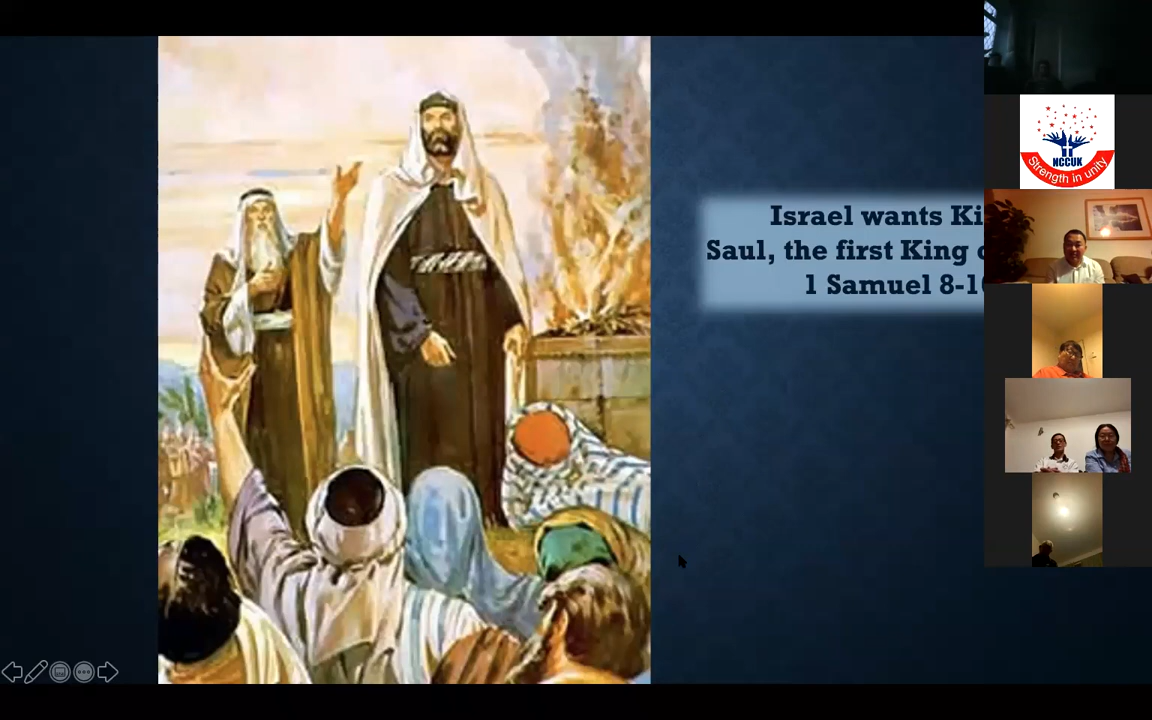 Israel wants Ki
Saul, the first King
1 Samuel 8-1
NCCUK
Strength in unity